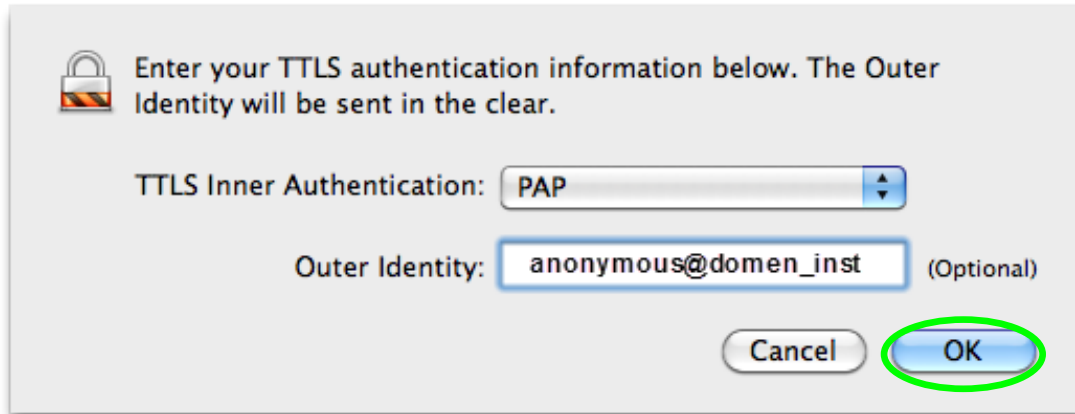 Enter your TTLS authentication information below. The Outer
Identity will be sent in the clear.
TTLS Inner Authentication: PAP
Outer Identity: anonymous@domen_inst (Optional)
Cancel OK